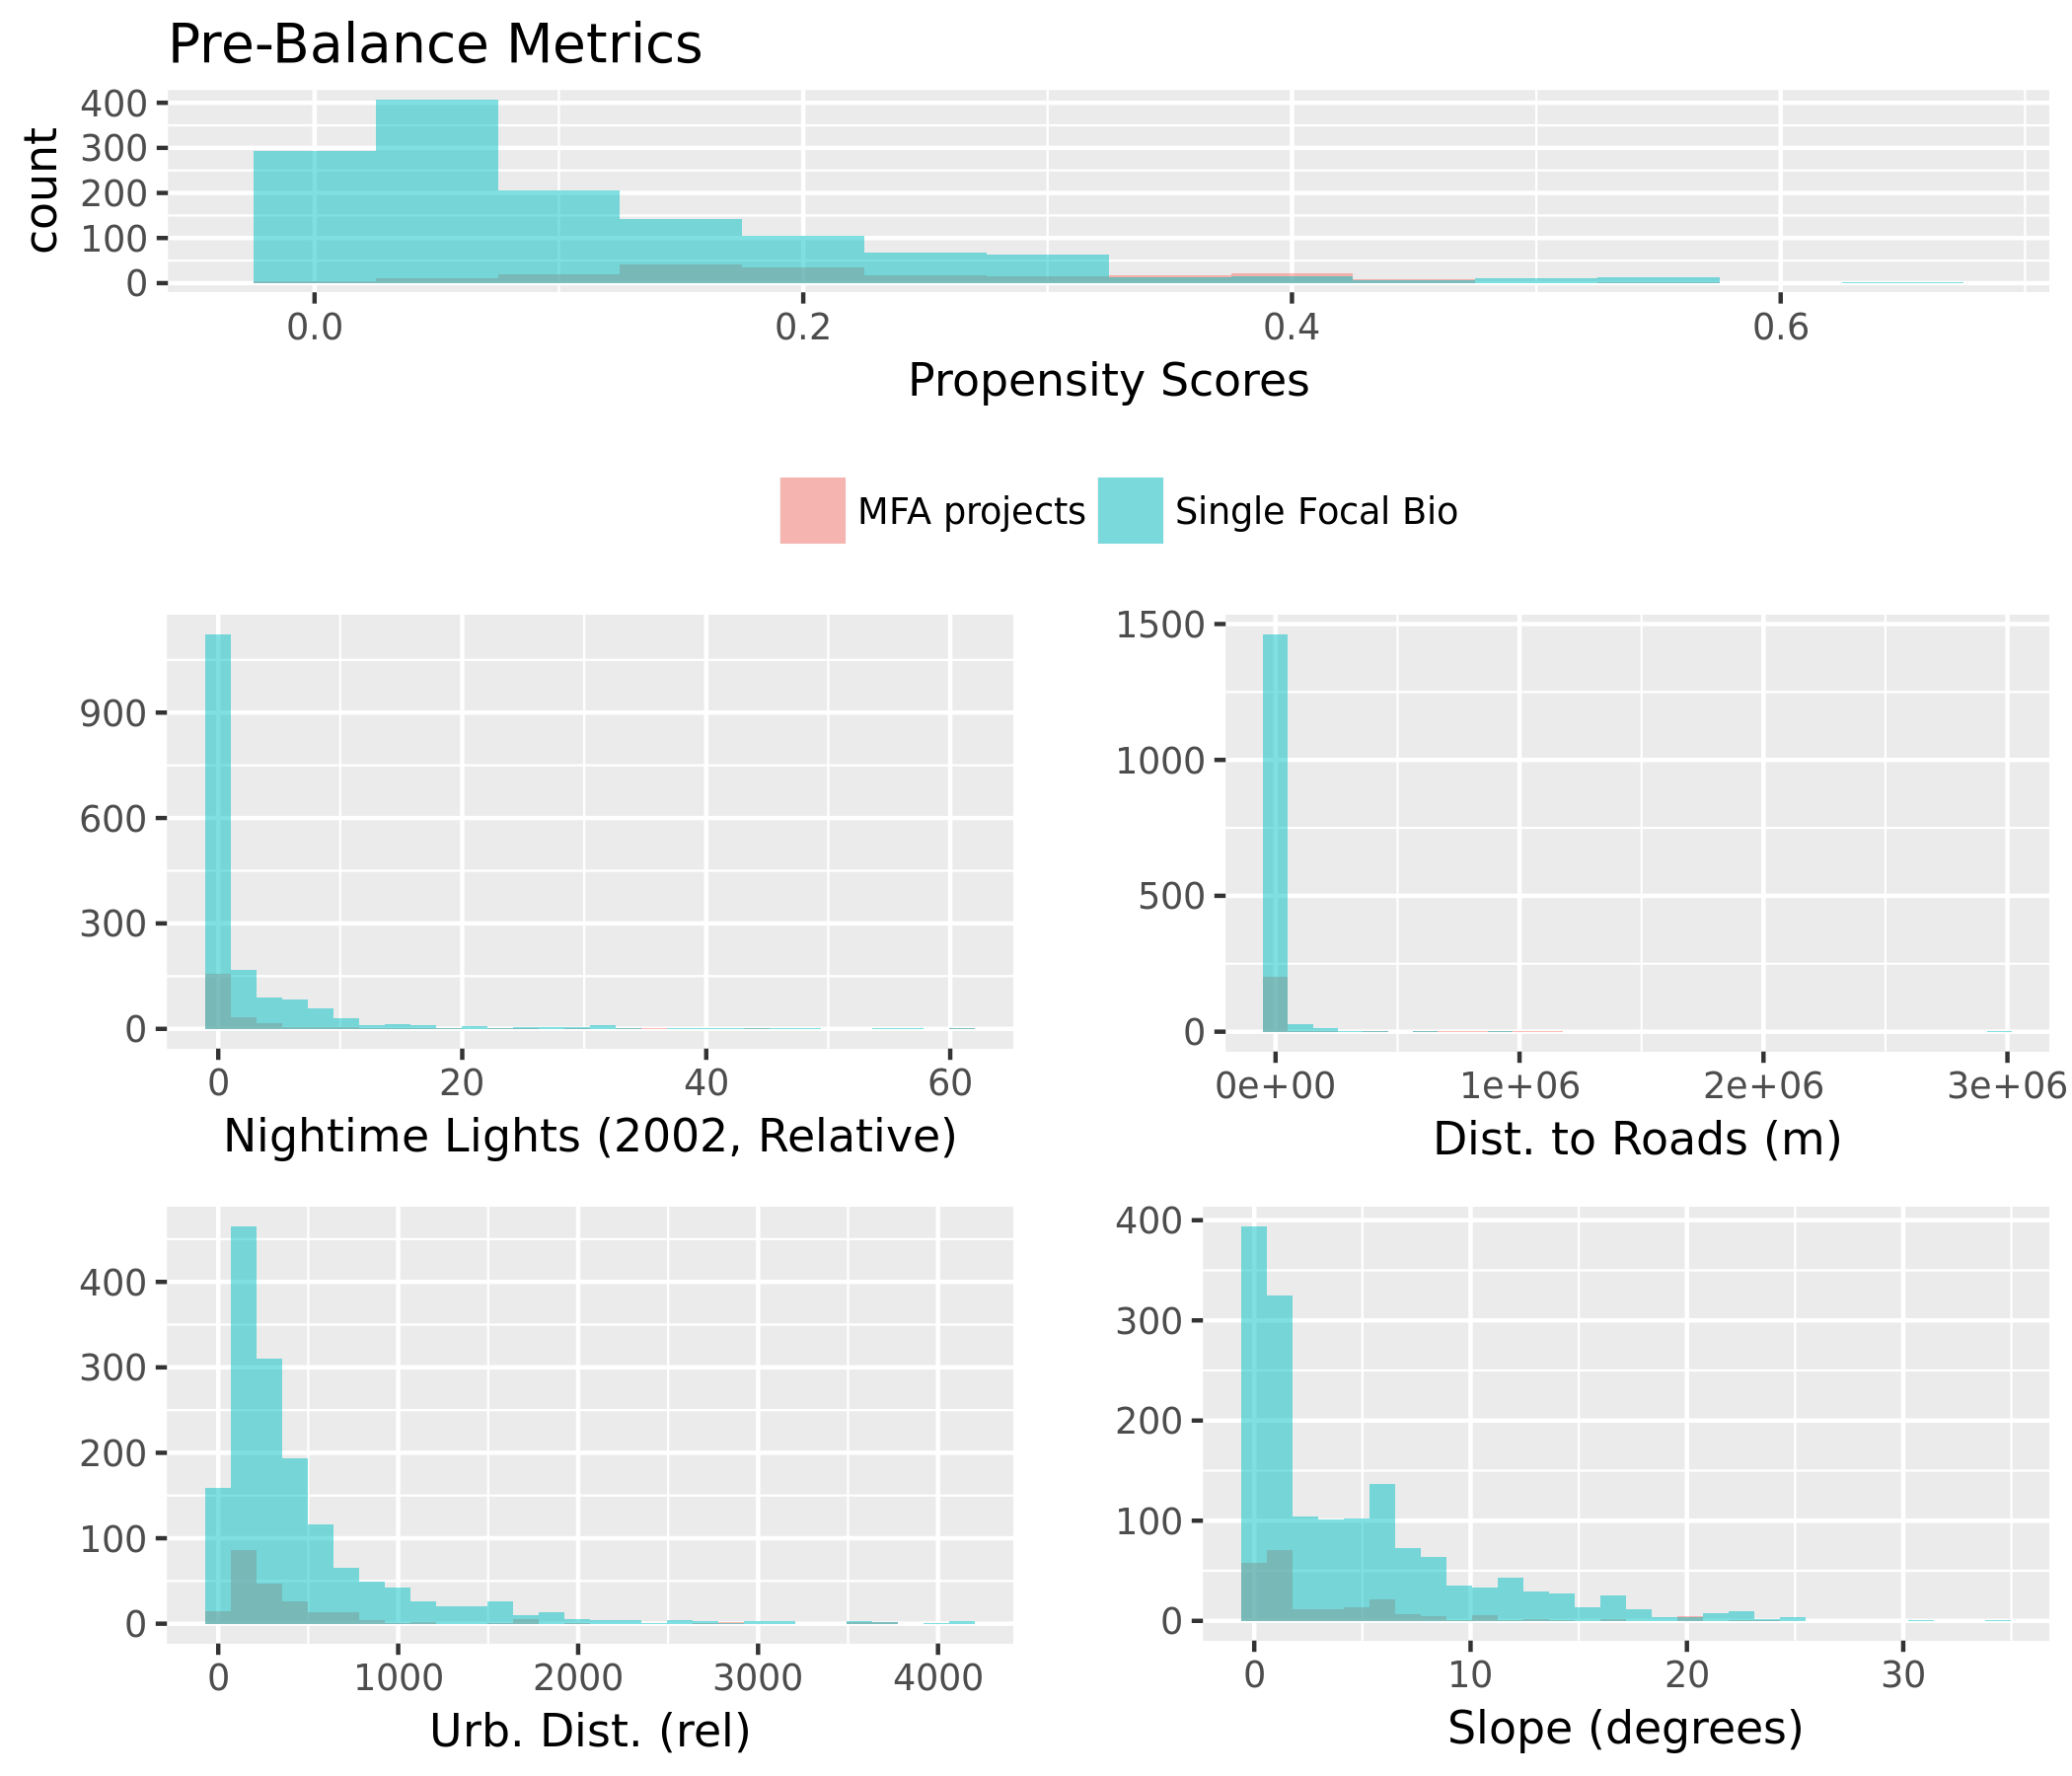 Pre-Balance Metrics
count
400
300
200
100
0
0.0 0.2 0.4 0.6
Propensity Scores
MFA projects Single Focal Bio
900
600
300
0
0 20 40 60
Nightime Lights (2002, Relative)
1500
1000
500
0
0e+00 1e+06 2e+06 3e+06
Dist. to Roads (m)
400
300
200
100
0
0 1000 2000 3000 4000
Urb. Dist. (rel)
400
300
200
100
0
0 10 20 30
Slope (degrees)